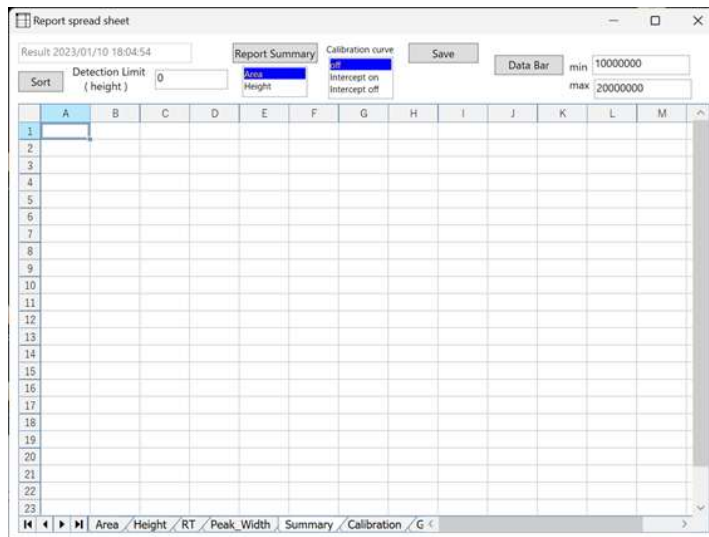 Report spread sheet
Result 2023/01/10 18:04:54
Report Summary
Calibration curve
Save
Data Bar
min 10000000
max 20000000
Sort
Detection Limit
( height )
0
Area
Height
off
Intercept on
Intercept off
A B C D E F G H I J K L M
1
2
3
4
5
6
7
8
9
10
11
12
13
14
15
16
17
18
19
20
21
22
23
Area Height RT Peak_Width Summary Calibration G